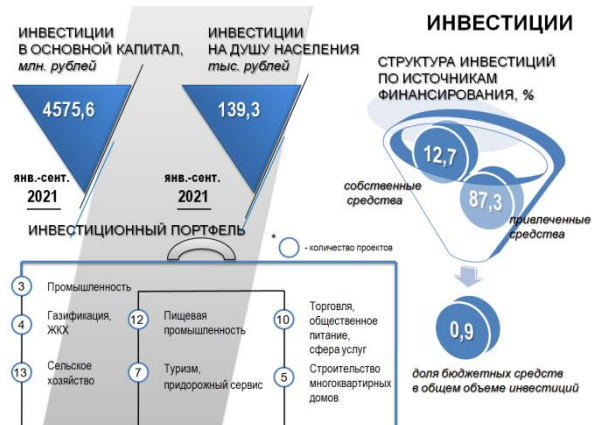 ИНВЕСТИЦИИ
ИНВЕСТИЦИИ
В ОСНОВНОЙ КАПИТАЛ,
млн. рублей
4575,6
янв.-сент.
2021
ИНВЕСТИЦИИ
НА ДУШУ НАСЕЛЕНИЯ
тыс. рублей
139,3
янв.-сент.
2021
СТРУКТУРА ИНВЕСТИЦИЙ
ПО ИСТОЧНИКАМ
ФИНАНСИРОВАНИЯ, %
12,7
собственные
средства
87,3
привлеченные
средства
0,9
доля бюджетных средств
в общем объеме инвестиций
ИНВЕСТИЦИОННЫЙ ПОРТФЕЛЬ
*
- количество проектов
3 Промышленность
4 Газификация,
ЖКХ
13 Сельское
хозяйство
12 Пищевая
промышленность
7 Туризм,
придорожный сервис
10 Торговля,
общественное
питание,
сфера услуг
5 Строительство
многоквартирных
домов